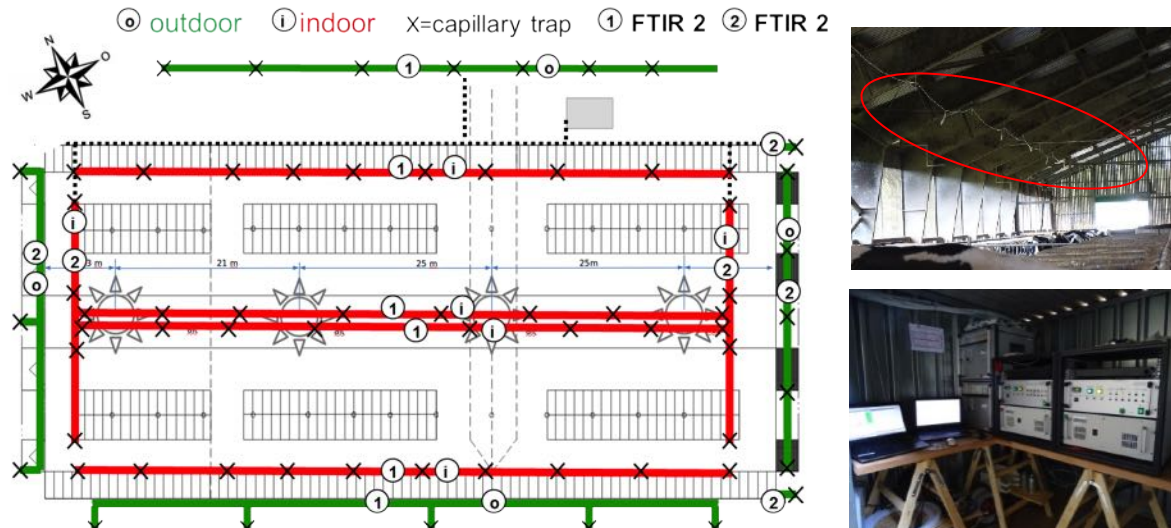 o outdoor i indoor X=capillary trap 1 FTIR 2 2 FTIR 2
N O
W S
1 o
2
1 i
i i o
2 2 2 2
3 m 21 m 25 m 25m
o
1 i
1 i
1 i
1 o 2